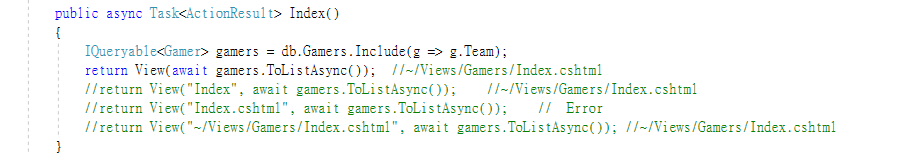 public async Task<ActionResult> Index()
{
IQueryable<Gamer> gamers = db.Gamers.Include(g => g.Team);
return View(await gamers.ToListAsync());  //~/Views/Gamers/Index.cshtml
//return View("Index", await gamers.ToListAsync());    //~/Views/Gamers/Index.cshtml
//return View("Index.cshtml", await gamers.ToListAsync());    //  Error
//return View("~/Views/Gamers/Index.cshtml", await gamers.ToListAsync()); //~/Views/Gamers/Index.cshtml
}